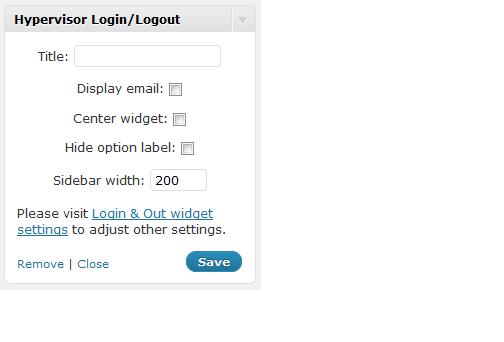 Hypervisor Login/Logout
Title:
Display email:
Center widget:
Hide option label:
Sidebar width: 200
Please visit Login & Out widget
settings to adjust other settings.
Remove | Close Save